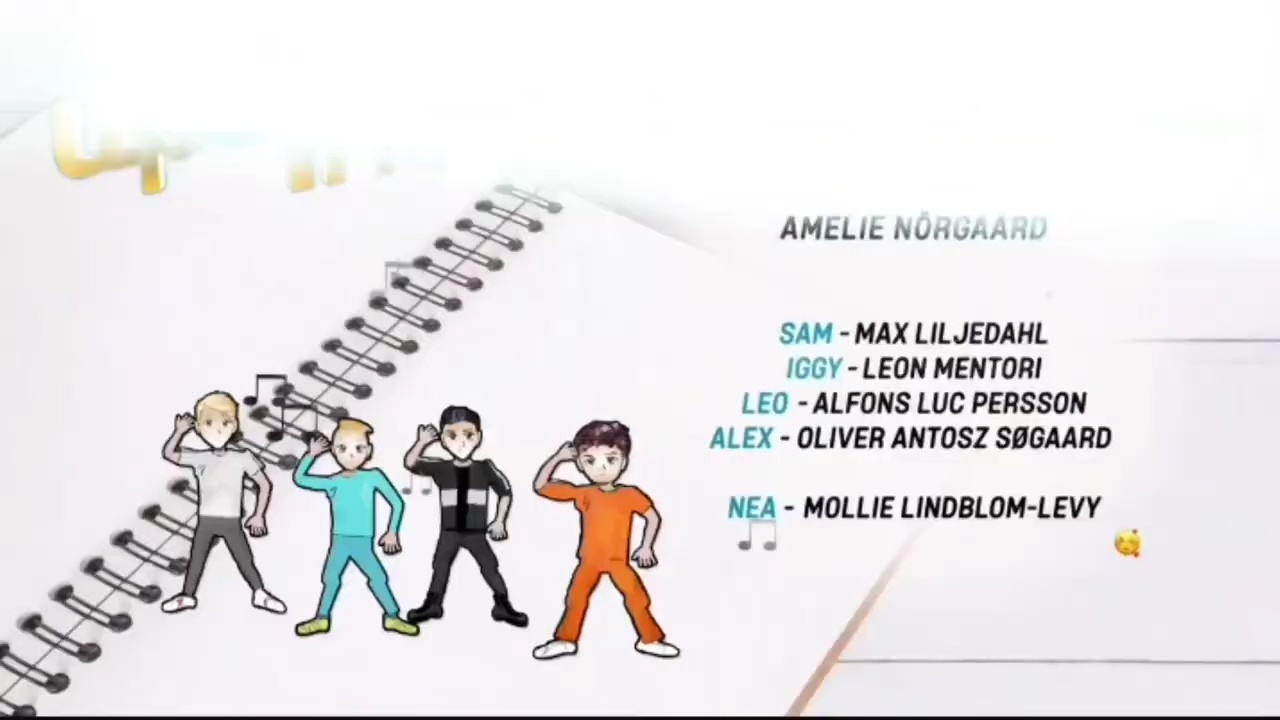 AMELIE NÖRGAARD
SAM - MAX LILJEDAHL
IGGY - LEON MENTORI
LEO - ALFONS LUC PERSSON
ALEX - OLIVER ANTOSZ SØGAARD
NEA - MOLLIE LINDBLOM-LEVY